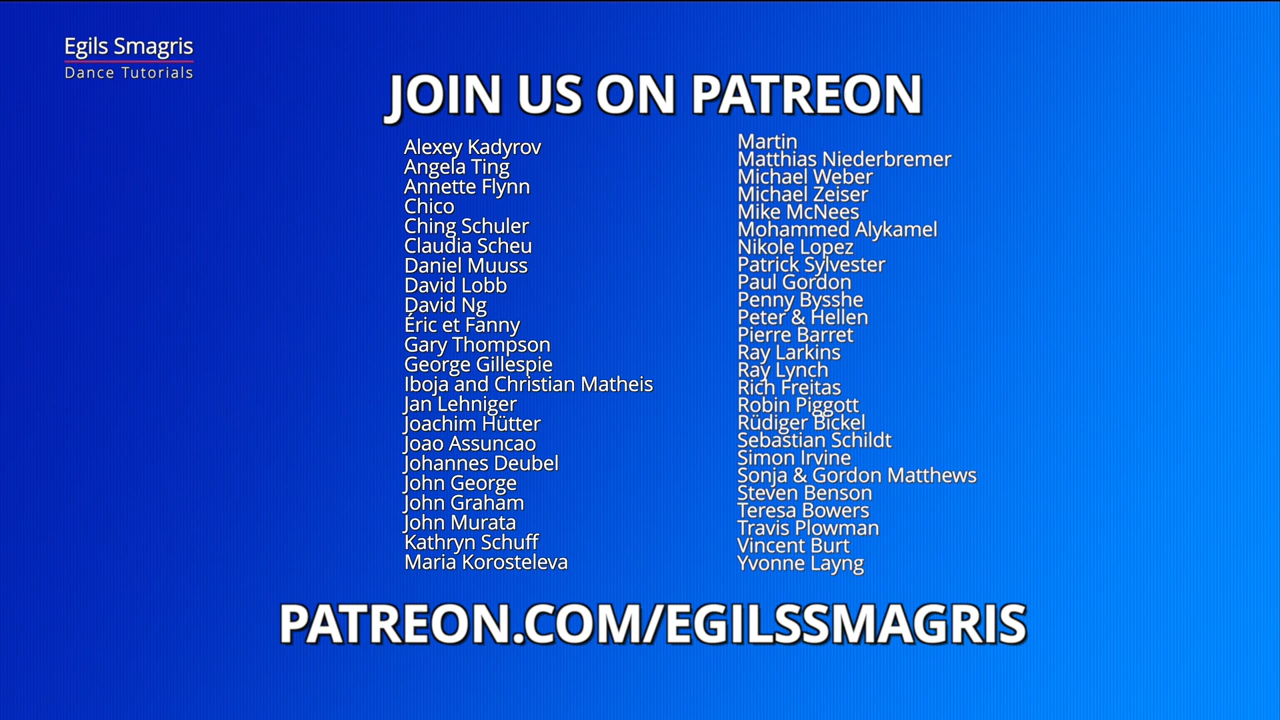 Egils Smagris
Dance Tutorials
JOIN US ON PATREON
Alexey Kadyrov
Angela Ting
Annette Flynn
Chico
Ching Schuler
Claudia Scheu
Daniel Muuss
David Lobb
David Ng
Éric et Fanny
Gary Thompson
George Gillespie
Iboja and Christian Matheis
Jan Lehniger
Joachim Hütter
Joao Assuncao
Johannes Deubel
John George
John Graham
John Murata
Kathryn Schuff
Maria Korosteleva
Martin
Matthias Niederbremer
Michael Weber
Michael Zeiser
Mike McNees
Mohammed Alykamel
Nikole Lopez
Patrick Sylvester
Paul Gordon
Penny Bysshe
Peter & Hellen
Pierre Barret
Ray Larkins
Ray Lynch
Rich Freitas
Robin Piggott
Rüdiger Bickel
Sebastian Schildt
Simon Irvine
Sonja & Gordon Matthews
Steven Benson
Teresa Bowers
Travis Plowman
Vincent Burt
Yvonne Layng
PATREON.COM/EGILSSMAGRIS